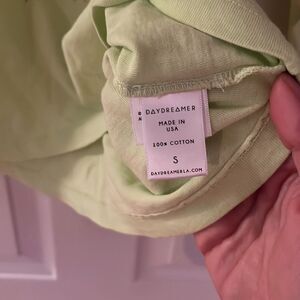 DAYDREAMER
MADE IN
USA
100% COTTON
S
DAYDREAMERLA.COM